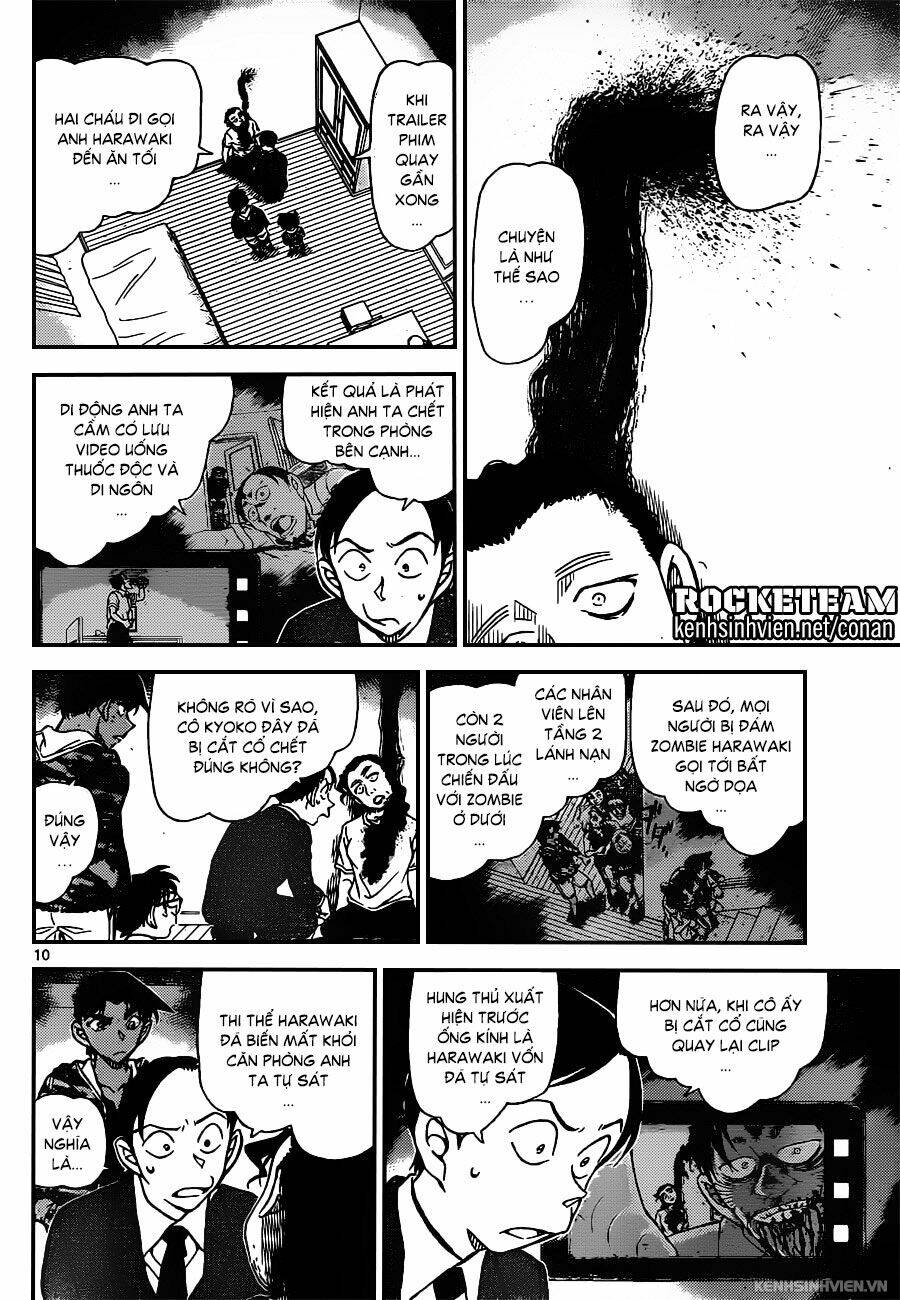 RA VẬY,
RA VẬY
...
CHUYỆN
LÀ NHƯ
THẾ SAO
...
KHI
TRAILER
PHIM
QUAY
GẦN
XONG
...
HAI CHÁU ĐI GỌI
ANH HARAWAKI
ĐẾN ĂN TỐI
...
KẾT QUẢ LÀ PHÁT
HIỆN ANH TA CHẾT
TRONG PHÒNG
BÊN CẠNH...
DI ĐỘNG ANH TA
CẦM CÓ LƯU
VIDEO UỐNG
THUỐC ĐỘC VÀ
DI NGÔN
...
ROCKETEAM
kenhsinhvien.net/conan
SAU ĐÓ, MỌI
NGƯỜI BỊ ĐÁM
ZOMBIE HARAWAKI
GỌI TỚI BẤT
NGỜ DỌA
...
CÁC NHÂN
VIÊN LÊN
TẦNG 2
LÁNH NẠN
...
CÒN 2
NGƯỜI
TRONG LÚC
CHIẾN ĐẤU
VỚI ZOMBIE
Ở DƯỚI
KHÔNG RÕ VÌ SAO,
CÔ KYOKO ĐÂY ĐÃ
BỊ CẮT CỔ CHẾT
ĐÚNG KHÔNG?
ĐÚNG
VẬY
...
10
HƠN NỮA, KHI CÔ ẤY
BỊ CẮT CỔ CŨNG
QUAY LẠI CLIP
...
HUNG THỦ XUẤT
HIỆN TRƯỚC
ỐNG KÍNH LÀ
HARAWAKI VỐN
ĐÃ TỰ SÁT
...
THI THỂ HARAWAKI
ĐÃ BIẾN MẤT KHỎI
CĂN PHÒNG ANH
TA TỰ SÁT
...
VẬY
NGHĨA
LÀ...
KENHSINHVIEN.VN